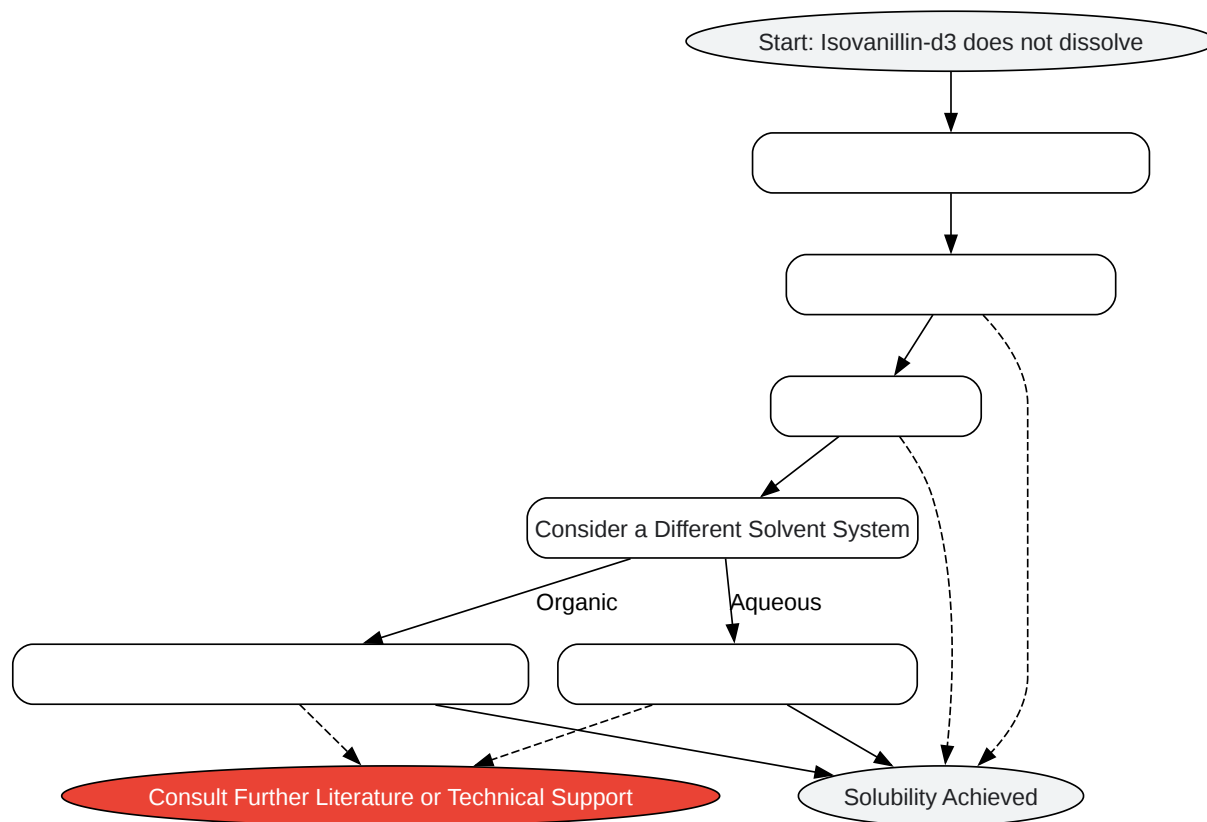 Start: Isovanillin-d3 does not dissolve
Consider a Different Solvent System
Organic
Aqueous
Consult Further Literature or Technical Support
Solubility Achieved